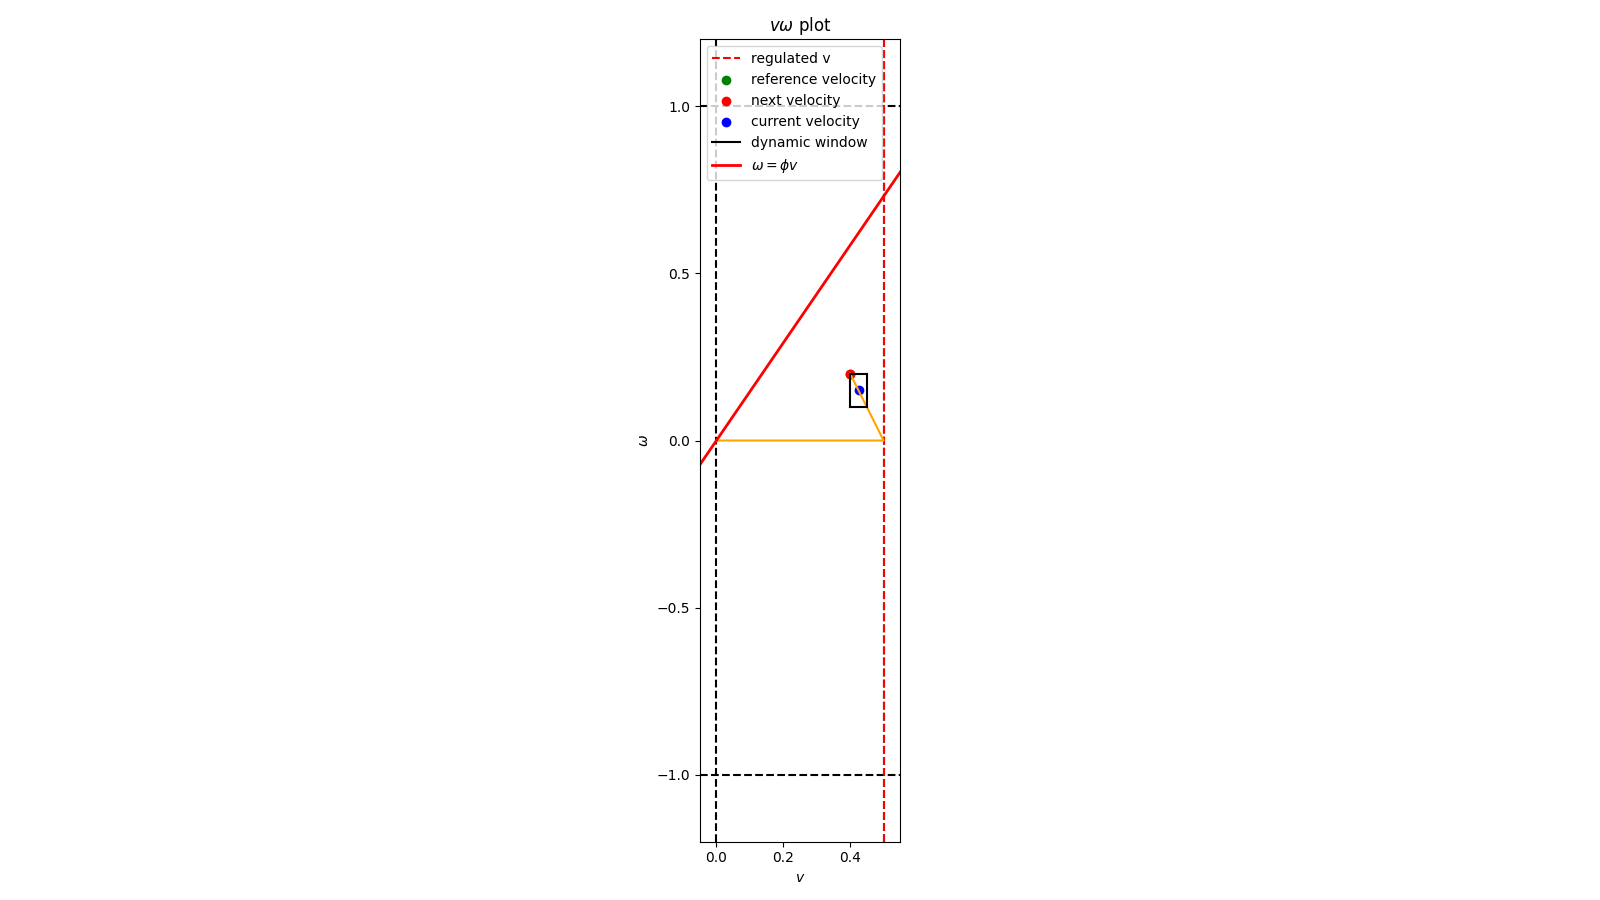 vω plot
regulated v
reference velocity
next velocity
current velocity
dynamic window
ω = ϕv
1.0
0.5
0.0
−0.5
−1.0
ω
0.0 0.2 0.4
v